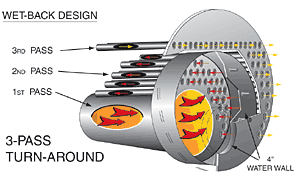 WET-BACK DESIGN
3RD PASS
2ND PASS
1ST PASS
3-PASS
TURN-AROUND
4"
WATER WALL